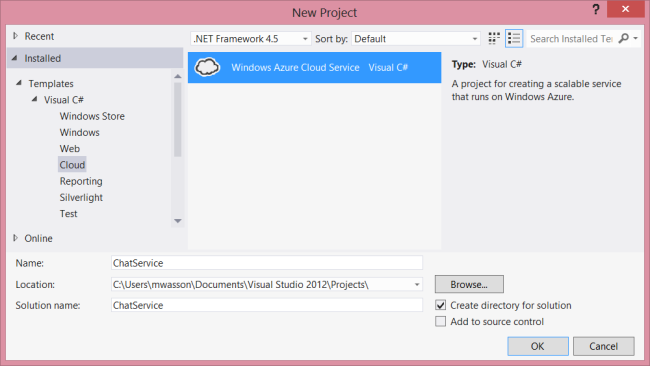 New Project
? ×
Recent
.NET Framework 4.5 Sort by: Default Search Installed Te
Installed
Templates
Visual C#
Windows Store
Windows
Web
Cloud
Reporting
Silverlight
Test
Online
Windows Azure Cloud Service Visual C#
Type: Visual C#
A project for creating a scalable service
that runs on Windows Azure.
Name: ChatService
Location: C:\Users\mwasson\Documents\Visual Studio 2012\Projects\ Browse...
Solution name: ChatService
Create directory for solution
Add to source control
OK Cancel